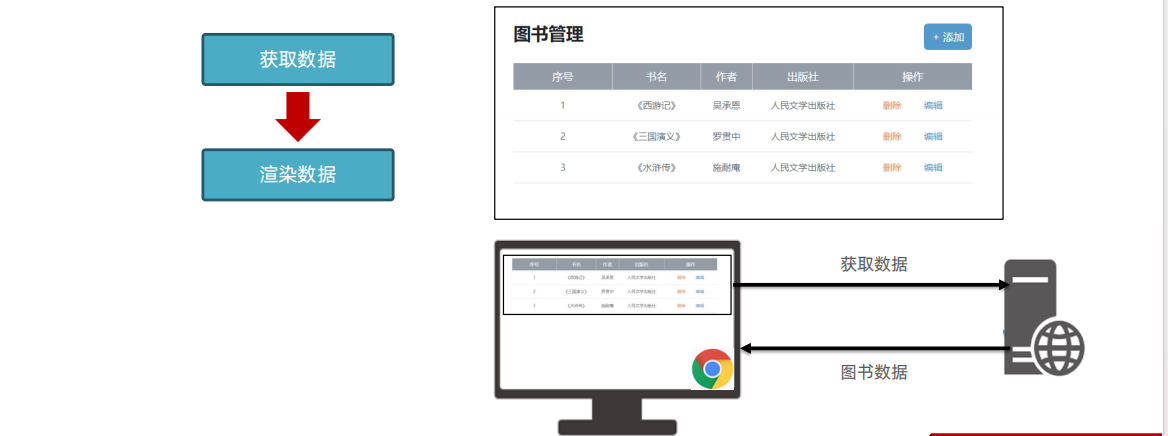 获取数据
渲染数据
图书管理
+ 添加
序号 书名 作者 出版社 操作
1 《西游记》 吴承恩 人民文学出版社 删除 编辑
2 《三国演义》 罗贯中 人民文学出版社 删除 编辑
3 《水浒传》 施耐庵 人民文学出版社 删除 编辑
序号 书名 作者 出版社 操作
1 《西游记》 吴承恩 人民文学出版社 删除 编辑
2 《三国演义》 罗贯中 人民文学出版社 删除 编辑
3 《水浒传》 施耐庵 人民文学出版社 删除 编辑
获取数据
图书数据